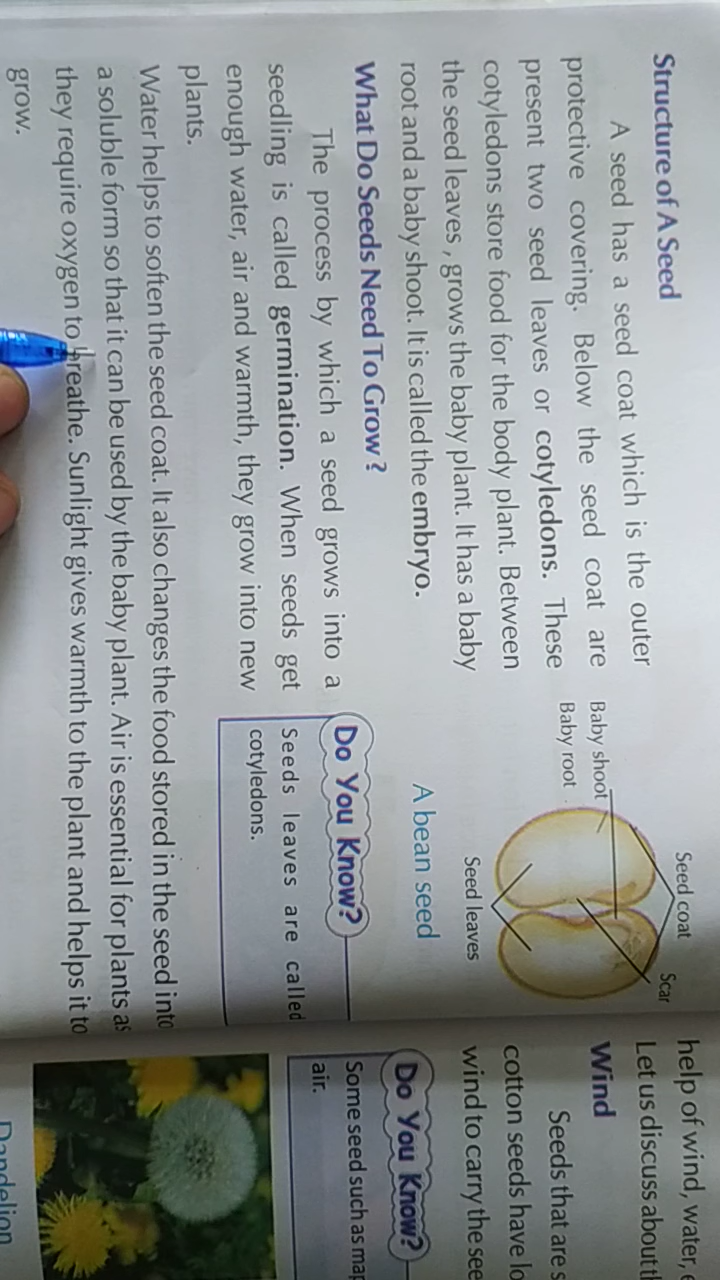 Structure of A Seed
A seed has a seed coat which is the outer
protective covering. Below the seed coat are
present two seed leaves or cotyledons. These
cotyledons store food for the body plant. Between
the seed leaves , grows the baby plant. It has a baby
root and a baby shoot. It is called the embryo.
Seed coat
Scar
Baby shoot
Baby root
Seed leaves
A bean seed
What Do Seeds Need To Grow?
The process by which a seed grows into a
seedling is called germination. When seeds get
enough water, air and warmth, they grow into new
plants.
Do You Know?
Seeds leaves are called
cotyledons.
Water helps to soften the seed coat. It also changes the food stored in the seed into
a soluble form so that it can be used by the baby plant. Air is essential for plants as
they require oxygen to breathe. Sunlight gives warmth to the plant and helps it to
grow.
help of wind, water,
Let us discuss about
Wind
Seeds that are
cotton seeds have
wind to carry the
Do You Know?
Some seed such as
air.
Dandelion